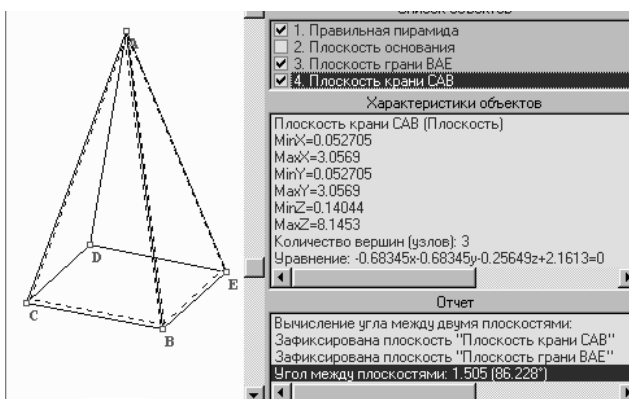 Список объектов
1. Правильная пирамида
2. Плоскость основания
3. Плоскость грани BAE
4. Плоскость крани CAB
Характеристики объектов
Плоскость крани CAB (Плоскость)
MinX=0.052705
MaxX=3.0569
MinY=0.052705
MaxY=3.0569
MinZ=0.14044
MaxZ=8.1453
Количество вершин (узлов): 3
Уравнение: -0.68345x-0.68345y-0.25649z+2.1613=0
Отчет
Вычисление угла между двумя плоскостями:
Зафиксирована плоскость "Плоскость крани CAB"
Зафиксирована плоскость "Плоскость грани BAE"
Угол между плоскостями: 1.505 (86.228°)
A
D
E
C
B